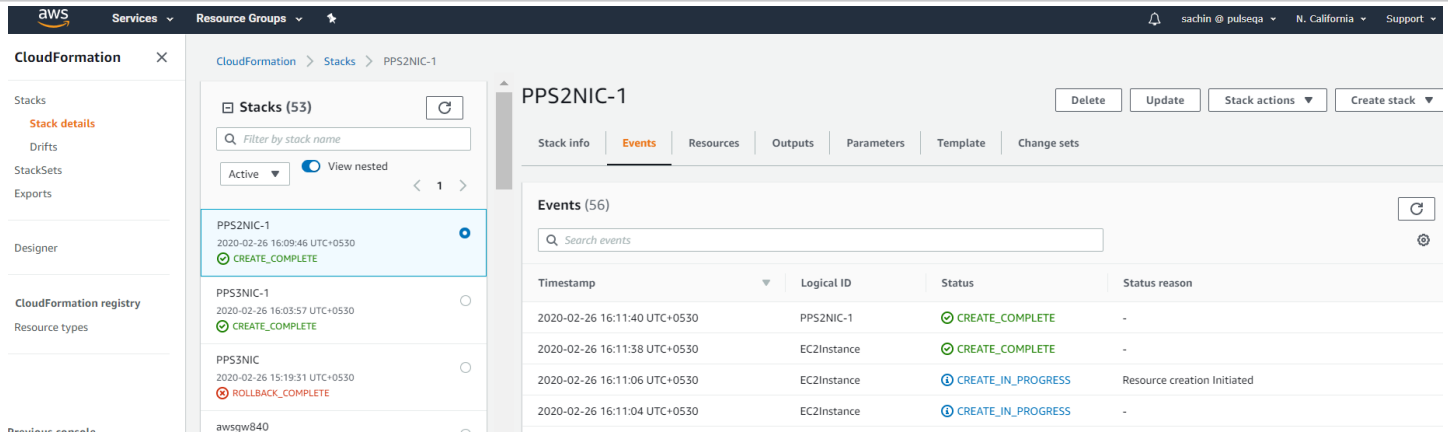 aws Services Resource Groups sachin @ pulseqa N. California Support
CloudFormation
Stacks
Stack details
Drifts
StackSets
Exports
Designer
CloudFormation registry
Resource types
Previous console
CloudFormation > Stacks > PPS2NIC-1
Stacks (53)
Filter by stack name
Active View nested
< 1 >
PPS2NIC-1
2020-02-26 16:09:46 UTC+0530
CREATE_COMPLETE
PPS3NIC-1
2020-02-26 16:03:57 UTC+0530
CREATE_COMPLETE
PPS3NIC
2020-02-26 15:19:31 UTC+0530
ROLLBACK_COMPLETE
awsgw840
PPS2NIC-1
Delete Update Stack actions Create stack
Stack info Events Resources Outputs Parameters Template Change sets
Events (56)
Search events
Timestamp Logical ID Status Status reason
2020-02-26 16:11:40 UTC+0530 PPS2NIC-1 CREATE_COMPLETE -
2020-02-26 16:11:38 UTC+0530 EC2Instance CREATE_COMPLETE -
2020-02-26 16:11:06 UTC+0530 EC2Instance CREATE_IN_PROGRESS Resource creation Initiated
2020-02-26 16:11:04 UTC+0530 EC2Instance CREATE_IN_PROGRESS -